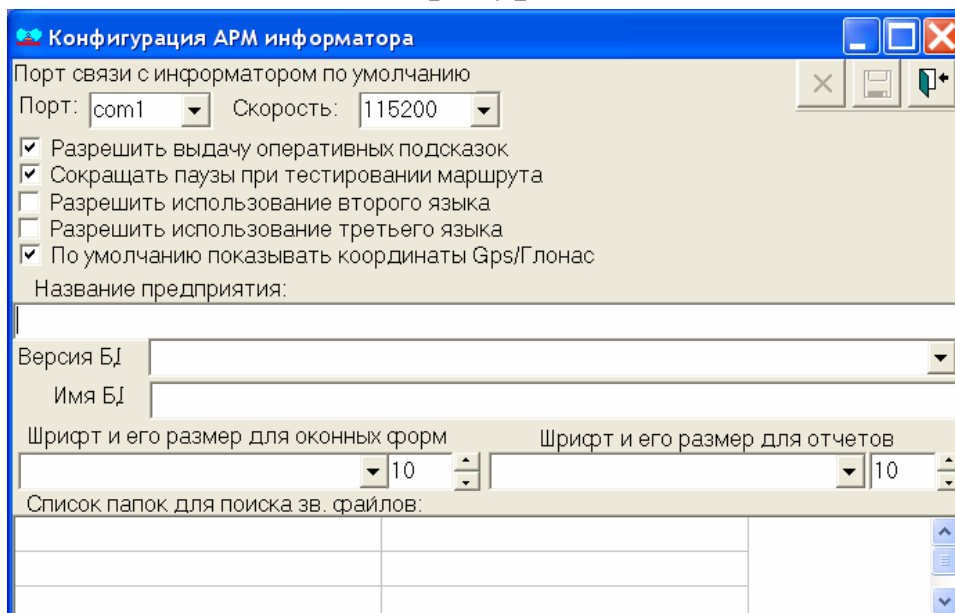 Конфигурация АРМ информатора
Порт связи с информатором по умолчанию
Порт: com1 Скорость: 115200
Разрешить выдачу оперативных подсказок
Сокращать паузы при тестировании маршрута
Разрешить использование второго языка
Разрешить использование третьего языка
По умолчанию показывать координаты Gps/Глонас
Название предприятия:
Версия БД
Имя БД
Шрифт и его размер для оконных форм Шрифт и его размер для отчетов
10 10
Список папок для поиска зв. файлов: